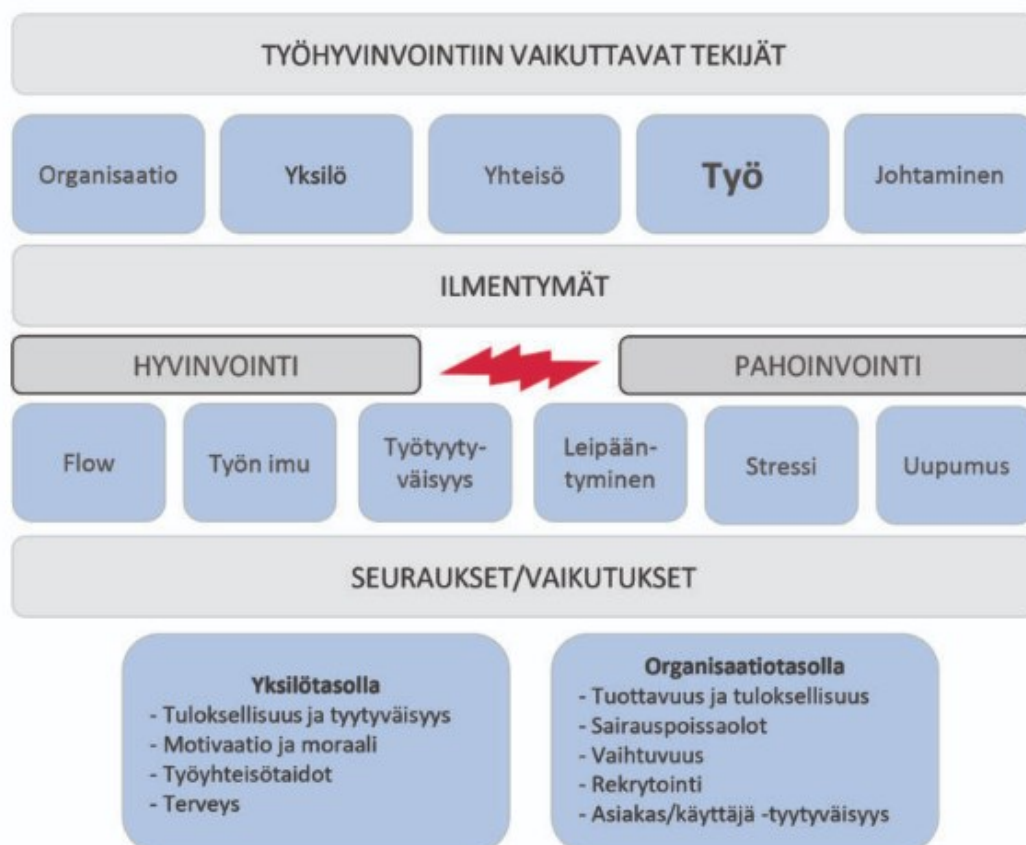 TYÖHYVINVOINTIIN VAIKUTTAVAT TEKIJÄT
Organisaatio
Yksilö
Yhteisö
Työ
Johtaminen
ILMENTYMÄT
HYVINVOINTI
PAHOINVOINTI
Flow
Työn imu
Työtyyty-
väisyys
Leipään-
tyminen
Stressi
Uupumus
SEURAUKSET/VAIKUTUKSET
Yksilötasolla
- Tuloksellisuus ja tyytyväisyys
- Motivaatio ja moraali
- Työyhteisötaidot
- Terveys
Organisaatiotasolla
- Tuottavuus ja tuloksellisuus
- Sairauspoissaolot
- Vaihtuvuus
- Rekrytointi
- Asiakas/käyttäjä -tyytyväisyys